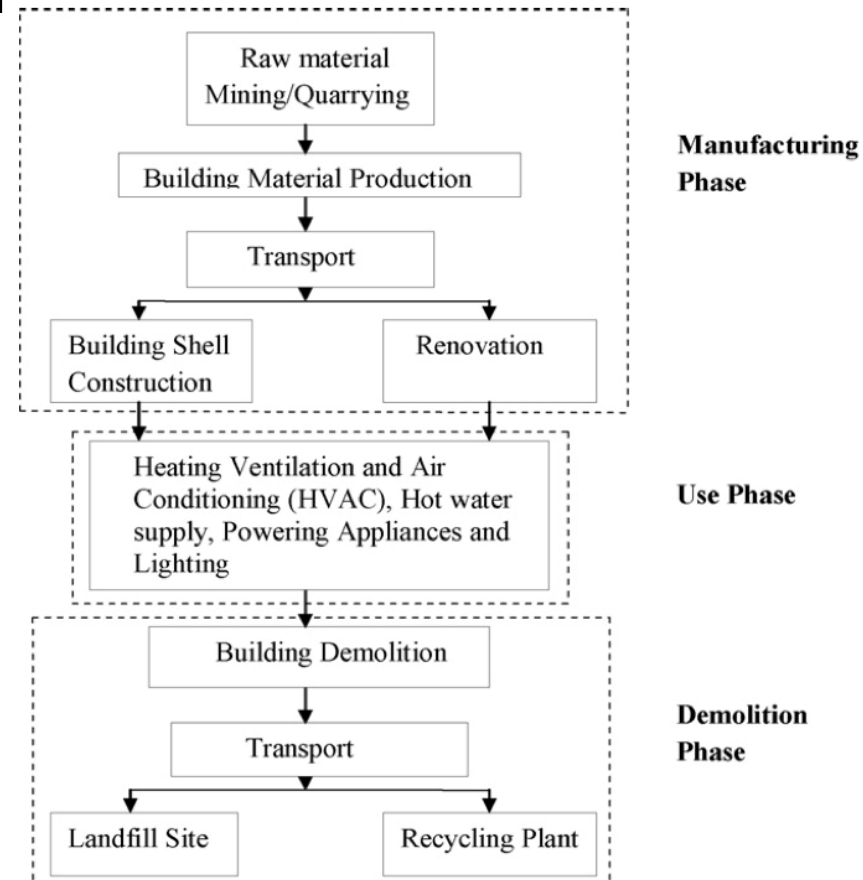 Raw material
Mining/Quarrying
Building Material Production
Transport
Building Shell
Construction
Renovation
Manufacturing
Phase
Heating Ventilation and Air
Conditioning (HVAC), Hot water
supply, Powering Appliances and
Lighting
Use Phase
Building Demolition
Transport
Landfill Site
Recycling Plant
Demolition
Phase